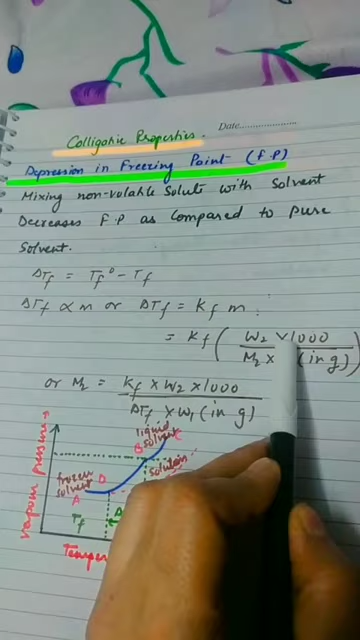 Colligative Properties.
Date
Depression in Freezing Point (F.P)
Mixing non-volatile Solute with Solvent
Decreases F.P as Compared to pure
Solvent.
ΔTf = Tf° - Tf
ΔTf ∝ m or ΔTf = Kf m
= Kf ( W2 × 1000 / M2 × (in g) )
or M2 = Kf × W2 × 1000 / ΔTf × W1 (in g)
liquid
solvent
B C
frozen
solvent
D
solution
A
Tf
Δ
vapour pressure →
Temper